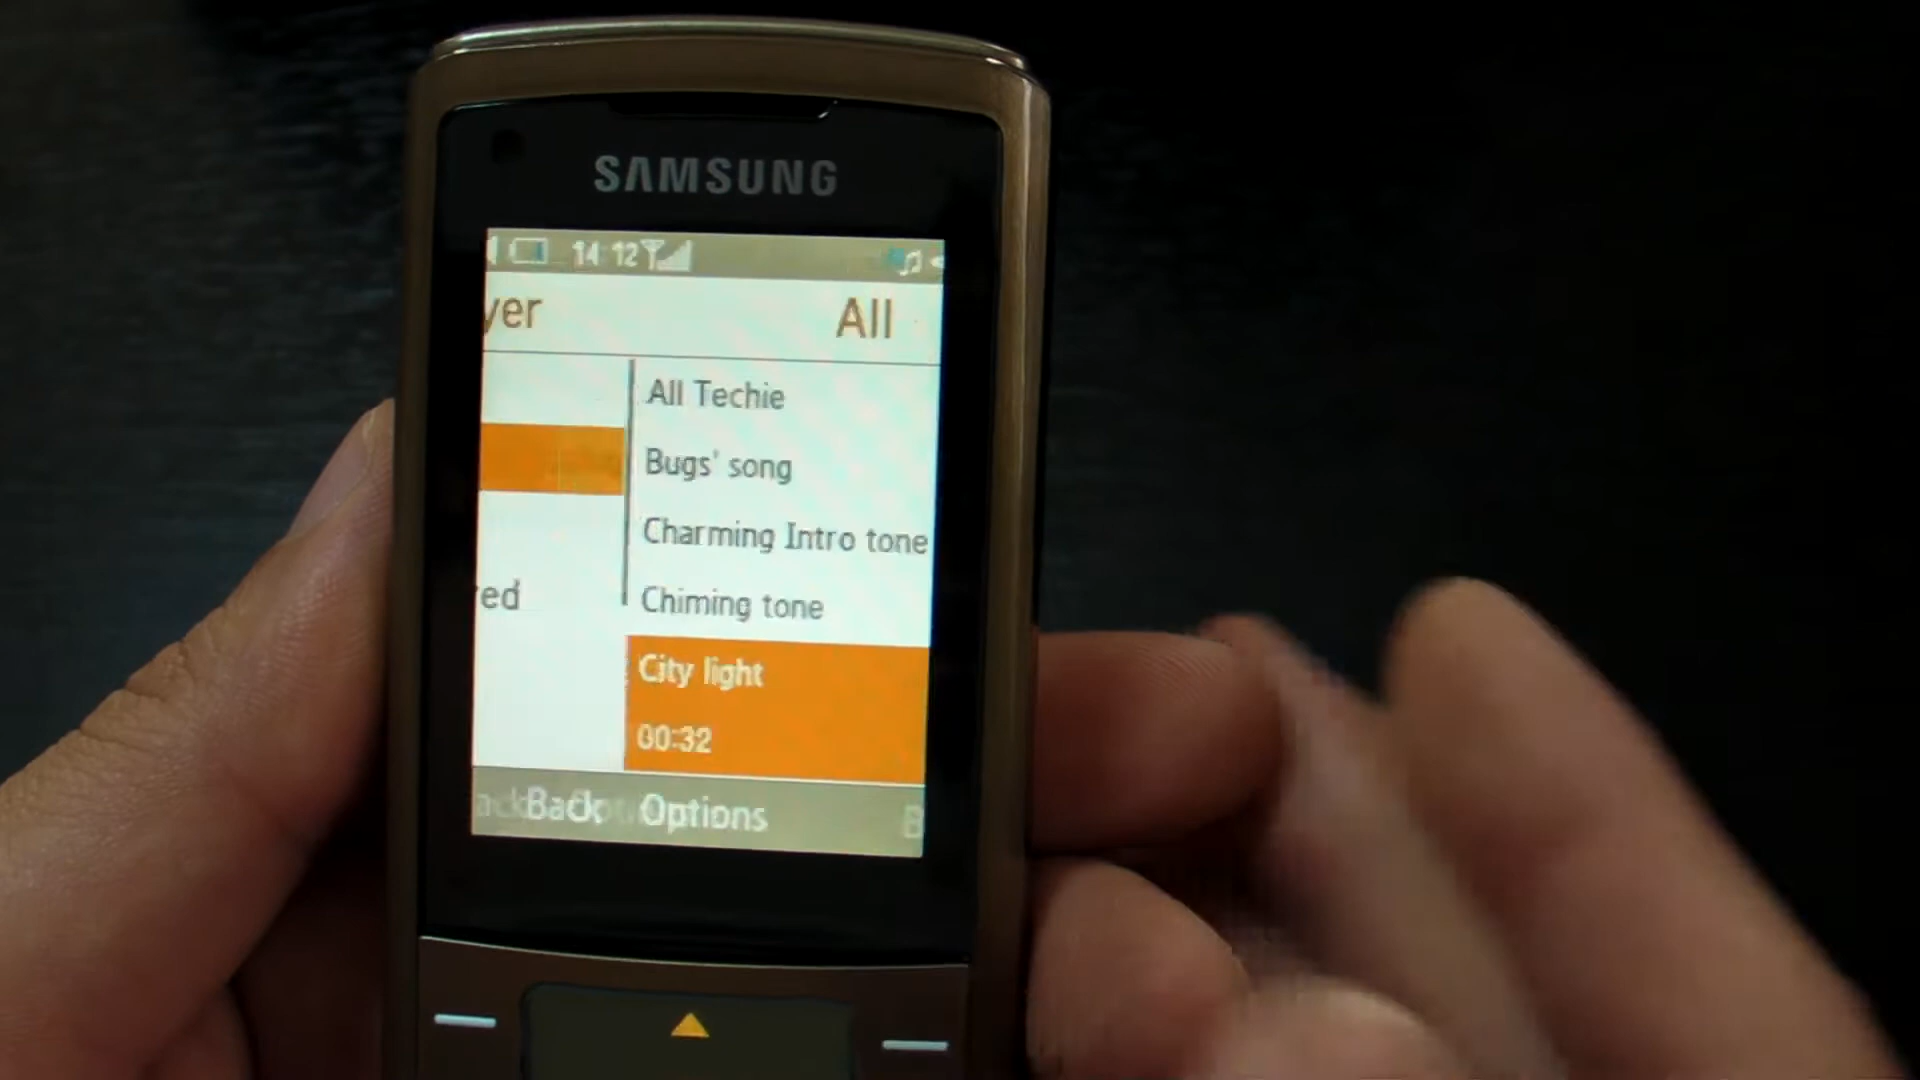 SAMSUNG
14:12
yer All
All Techie
Bugs' song
Charming Intro tone
Chiming tone
red
City light
00:32
Back Options